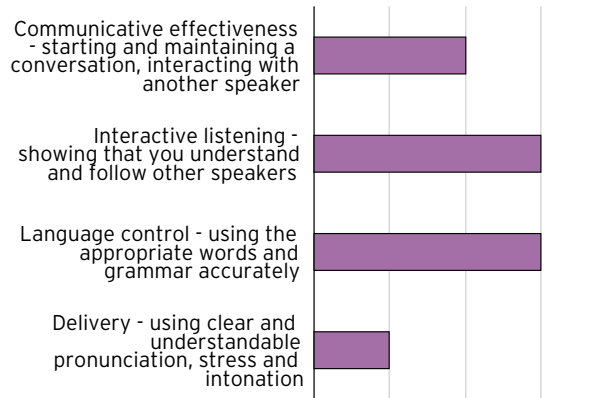 Communicative effectiveness
- starting and maintaining a
conversation, interacting with
another speaker
Interactive listening -
showing that you understand
and follow other speakers
Language control - using the
appropriate words and
grammar accurately
Delivery - using clear and
understandable
pronunciation, stress and
intonation